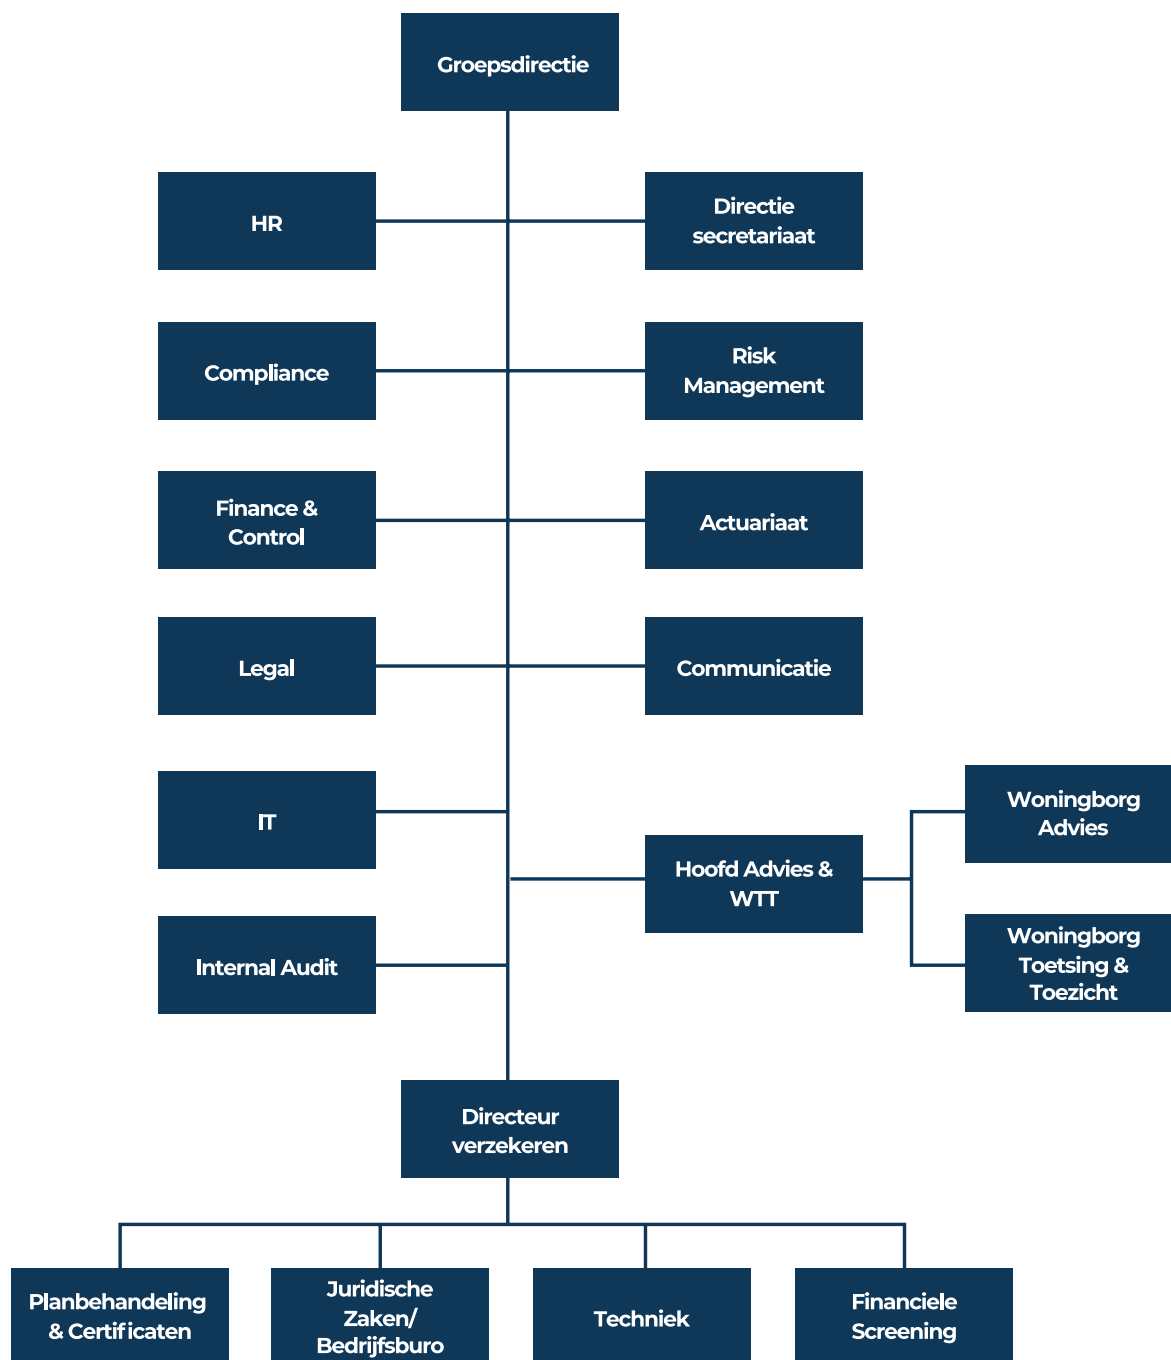 Groepsdirectie
HR
Directie
secretariaat
Compliance
Risk
Management
Finance &
Control
Actuariaat
Legal
Communicatie
IT
Woningborg
Advies
Hoofd Advies &
WTT
Internal Audit
Woningborg
Toetsing &
Toezicht
Directeur
verzekeren
Planbehandeling
& Certificaten
Juridische
Zaken/
Bedrijfsburo
Techniek
Financiele
Screening